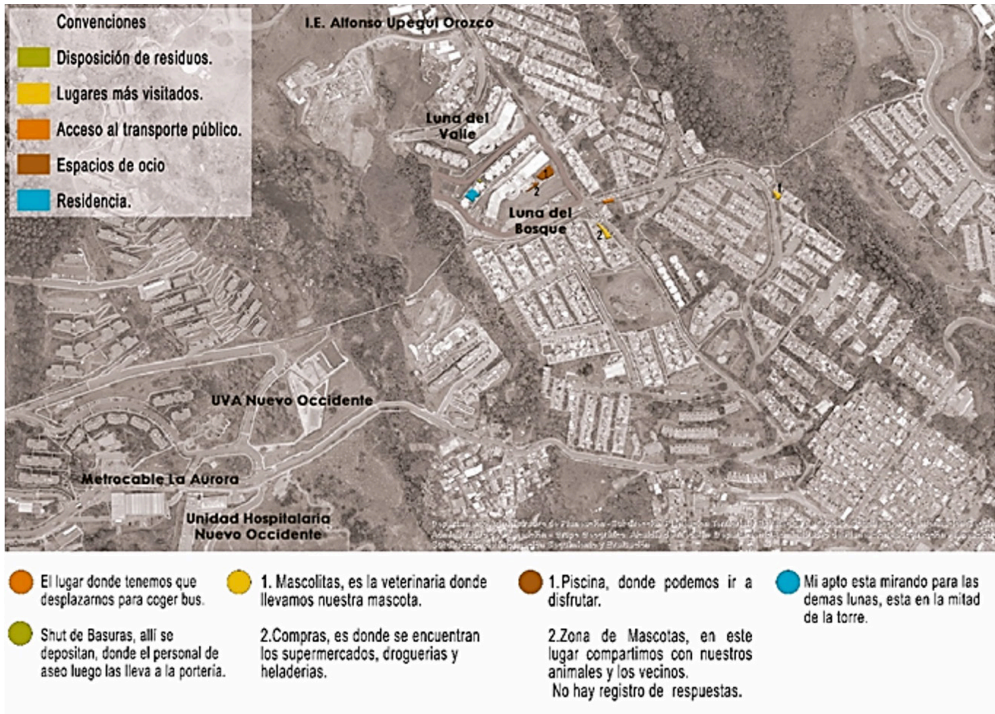 Convenciones
Disposición de residuos.
Lugares más visitados.
Acceso al transporte público.
Espacios de ocio
Residencia.
I.E. Alfonso Upegui Orozco
Luna del
Valle
1
2
Luna del
Bosque
2
UVA Nuevo Occidente
Metrocable La Aurora
Unidad Hospitalaria
Nuevo Occidente
El lugar donde tenemos que
desplazarnos para coger bus.
Shut de Basuras, allí se
depositan, donde el personal de
aseo luego las lleva a la portería.
1. Mascolitas, es la veterinaria donde
llevamos nuestra mascota.
2.Compras, es donde se encuentran
los supermercados, droguerias y
heladerias.
1.Piscina, donde podemos ir a
disfrutar.
2.Zona de Mascotas, en este
lugar compartimos con nuestros
animales y los vecinos.
No hay registro de respuestas.
Mi apto esta mirando para las
demas lunas, esta en la mitad
de la torre.